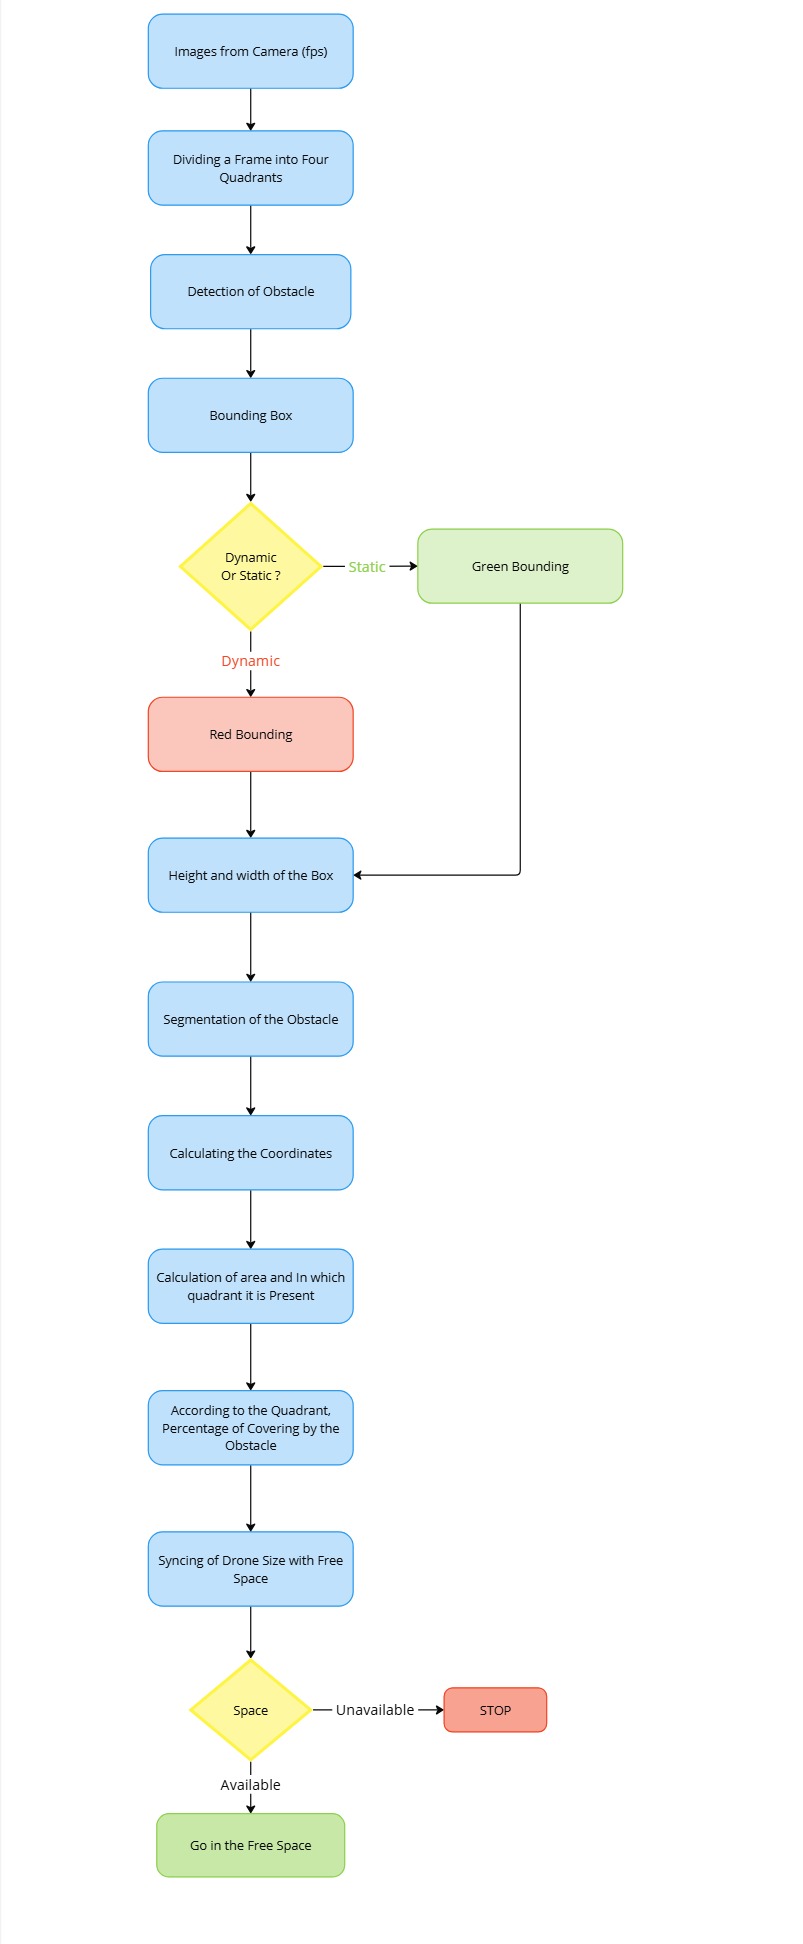 Images from Camera (fps)
Dividing a Frame into Four
Quadrants
Detection of Obstacle
Bounding Box
Dynamic
Or Static ?
Static
Green Bounding
Dynamic
Red Bounding
Height and width of the Box
Segmentation of the Obstacle
Calculating the Coordinates
Calculation of area and In which
quadrant it is Present
According to the Quadrant,
Percentage of Covering by the
Obstacle
Syncing of Drone Size with Free
Space
Space
Unavailable
STOP
Available
Go in the Free Space